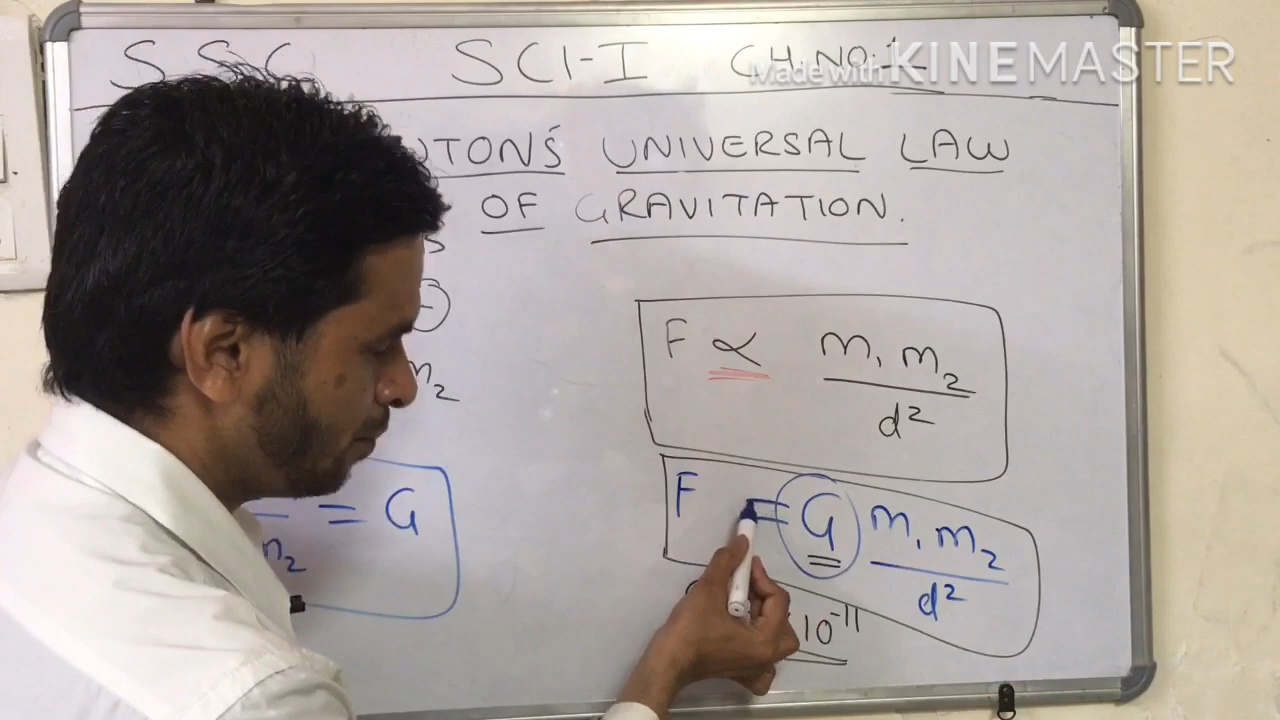 SSC SCI-I CH.NO:1
Made with KINEMASTER
UNIVERSAL LAW
OF GRAVITATION.
F ∝ m₁ m₂
d²
F = G m₁ m₂
d²
= G
m₂
10⁻¹¹